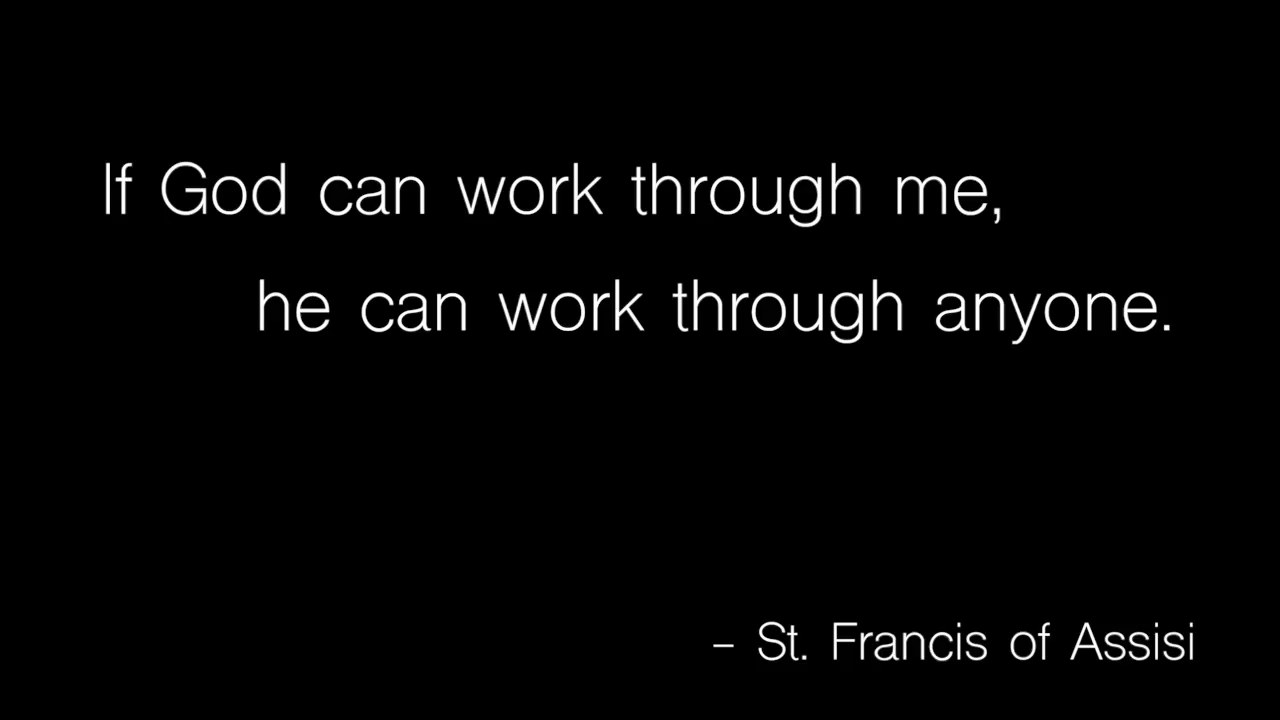 If God can work through me,
he can work through anyone.
– St. Francis of Assisi